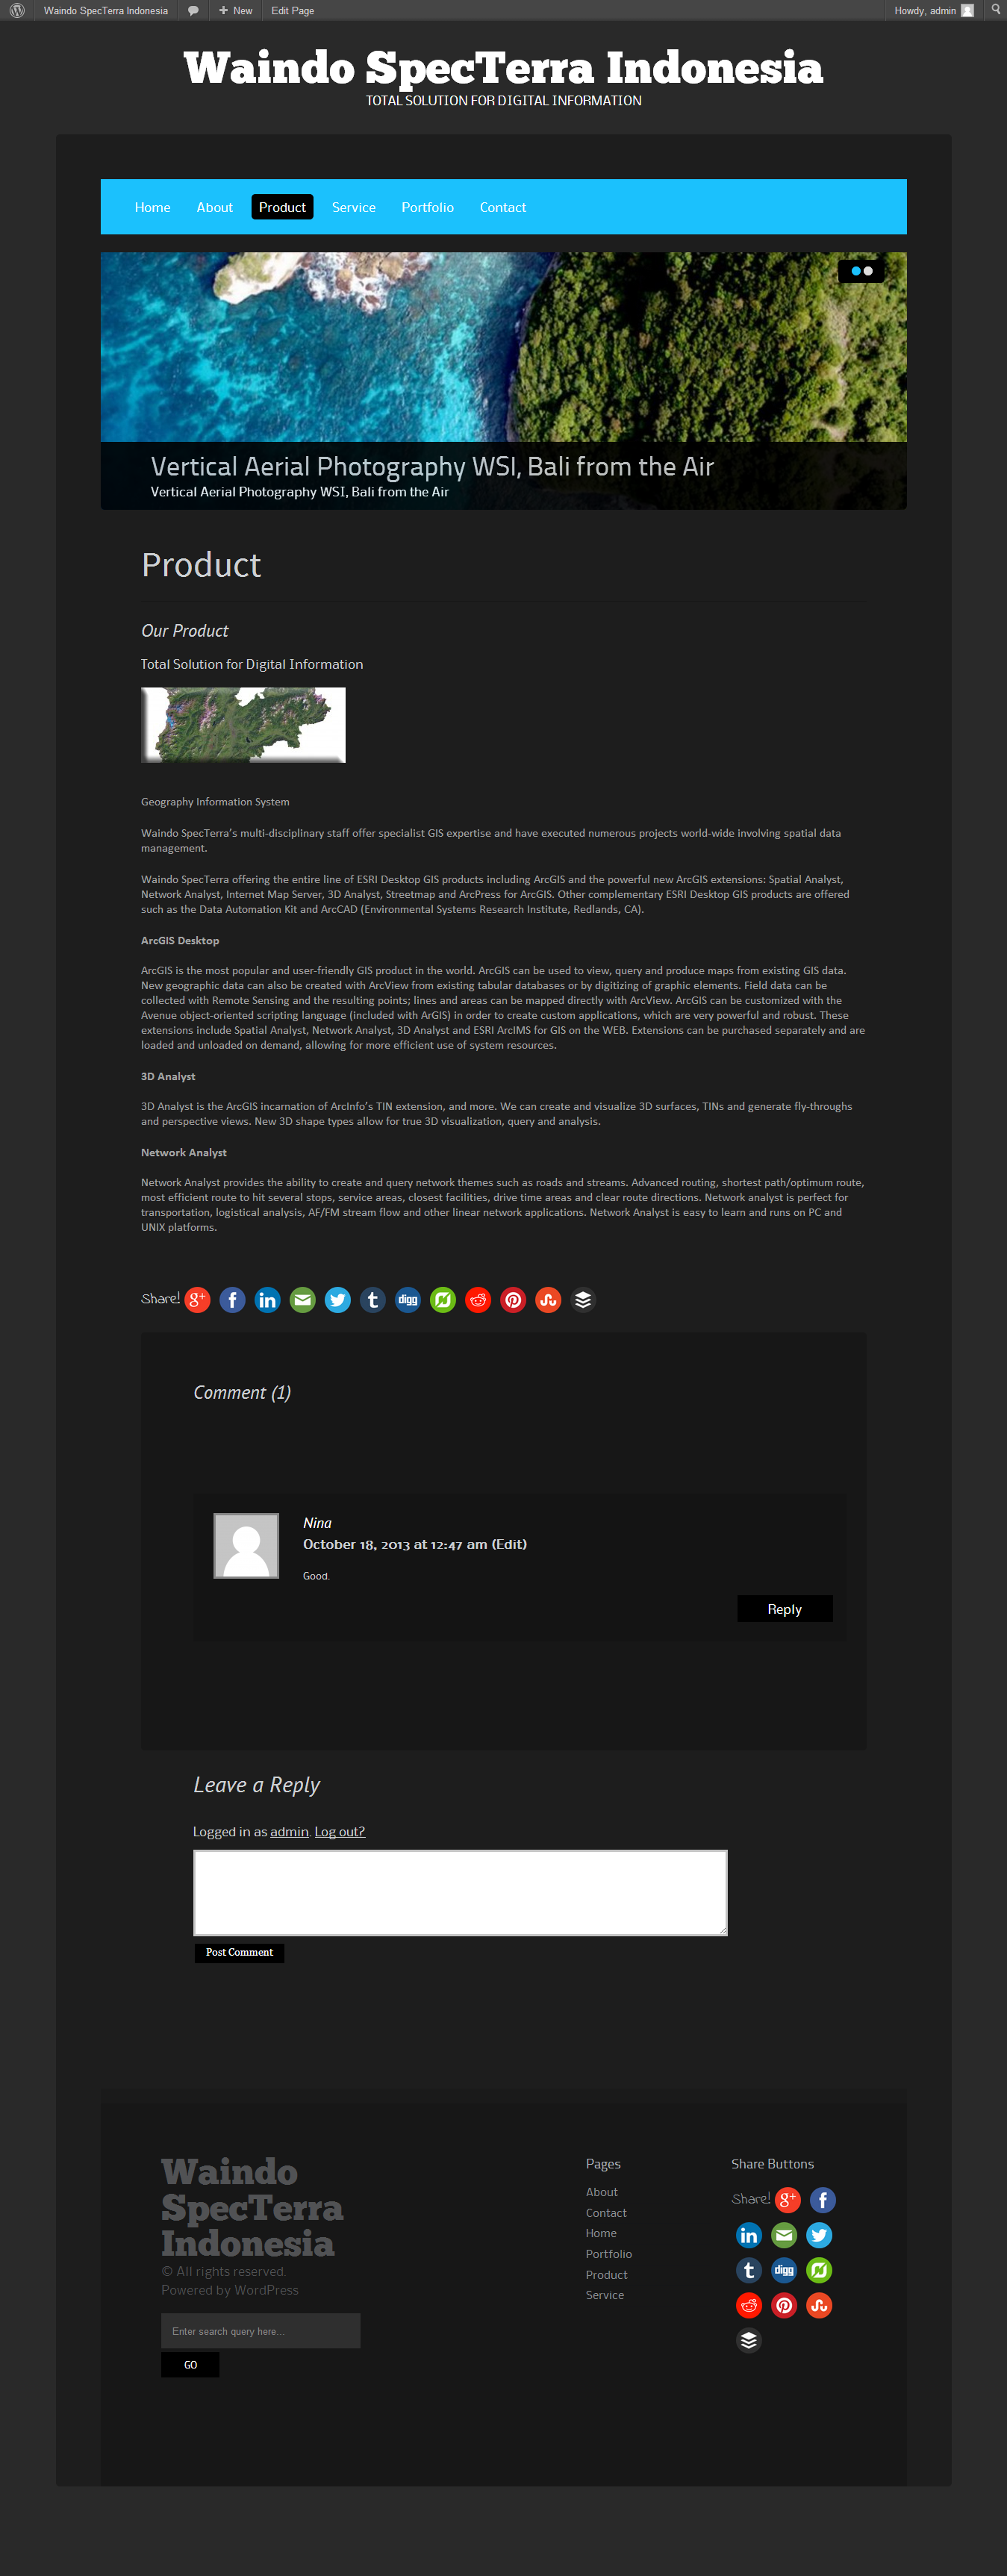 Waindo SpecTerra Indonesia
New
Edit Page
Howdy, admin
Waindo SpecTerra Indonesia
TOTAL SOLUTION FOR DIGITAL INFORMATION
Home
About
Product
Service
Portfolio
Contact
Vertical Aerial Photography WSI, Bali from the Air
Vertical Aerial Photography WSI, Bali from the Air
Product
Our Product
Total Solution for Digital Information
Geography Information System
Waindo SpecTerra's multi-disciplinary staff offer specialist GIS expertise and have executed numerous projects world-wide involving spatial data
management.
Waindo SpecTerra offering the entire line of ESRI Desktop GIS products including ArcGIS and the powerful new ArcGIS extensions: Spatial Analyst,
Network Analyst, Internet Map Server, 3D Analyst, Streetmap and ArcPress for ArcGIS. Other complementary ESRI Desktop GIS products are offered
such as the Data Automation Kit and ArcCAD (Environmental Systems Research Institute, Redlands, CA).
ArcGIS Desktop
ArcGIS is the most popular and user-friendly GIS product in the world. ArcGIS can be used to view, query and produce maps from existing GIS data.
New geographic data can also be created with ArcView from existing tabular databases or by digitizing of graphic elements. Field data can be
collected with Remote Sensing and the resulting points; lines and areas can be mapped directly with ArcView. ArcGIS can be customized with the
Avenue object-oriented scripting language (included with ArGIS) in order to create custom applications, which are very powerful and robust. These
extensions include Spatial Analyst, Network Analyst, 3D Analyst and ESRI ArcIMS for GIS on the WEB. Extensions can be purchased separately and are
loaded and unloaded on demand, allowing for more efficient use of system resources.
3D Analyst
3D Analyst is the ArcGIS incarnation of ArcInfo's TIN extension, and more. We can create and visualize 3D surfaces, TINs and generate fly-throughs
and perspective views. New 3D shape types allow for true 3D visualization, query and analysis.
Network Analyst
Network Analyst provides the ability to create and query network themes such as roads and streams. Advanced routing, shortest path/optimum route,
most efficient route to hit several stops, service areas, closest facilities, drive time areas and clear route directions. Network analyst is perfect for
transportation, logistical analysis, AF/FM stream flow and other linear network applications. Network Analyst is easy to learn and runs on PC and
UNIX platforms.
Share!
g+
f
in
t
digg
Comment (1)
Nina
October 18, 2013 at 12:47 am (Edit)
Good.
Reply
Leave a Reply
Logged in as admin. Log out?
Post Comment
Waindo
SpecTerra
Indonesia
© All rights reserved.
Powered by WordPress
Enter search query here...
GO
Pages
About
Contact
Home
Portfolio
Product
Service
Share Buttons
Share!
g+
f
in
t
digg